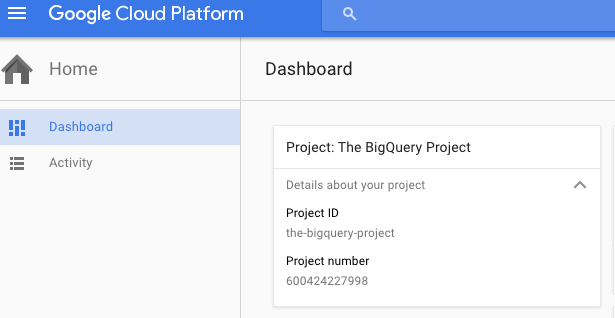 Google Cloud Platform
Home
Dashboard
Dashboard
Activity
Project: The BigQuery Project
Details about your project
Project ID
the-bigquery-project
Project number
600424227998